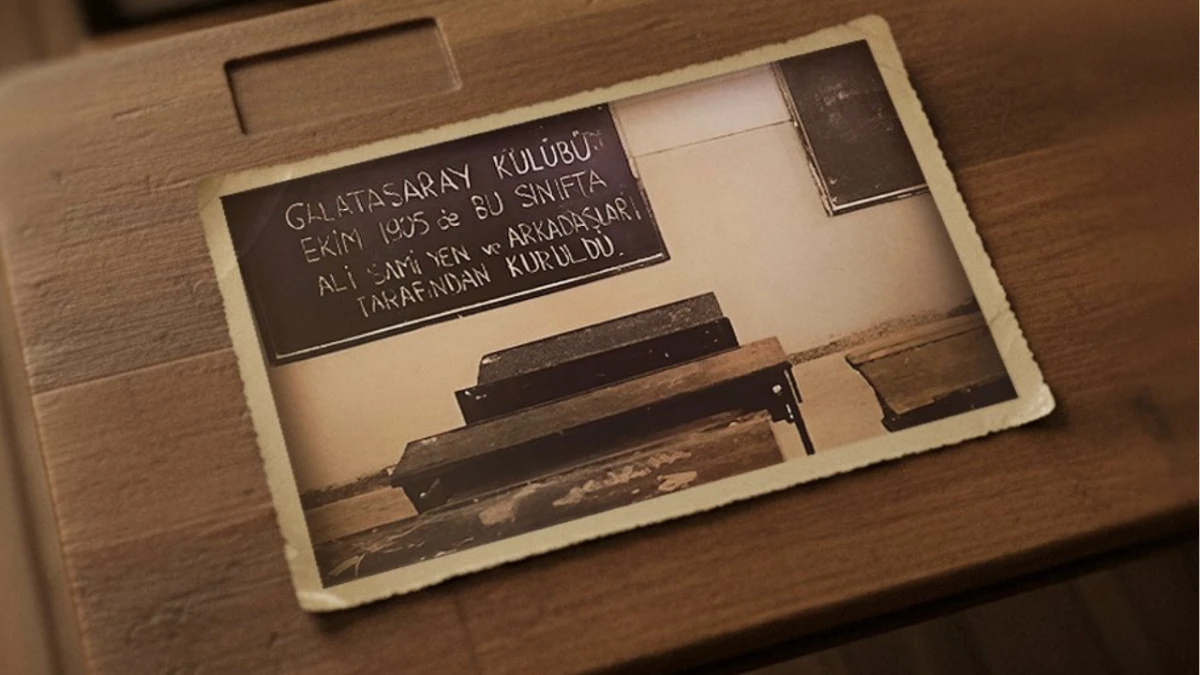 GALATASARAY KULÜBÜ
EKİM 1905 de BU SINIFTA
ALİ SAMİ YEN ve ARKADAŞLARI
TARAFINDAN KURULDU.